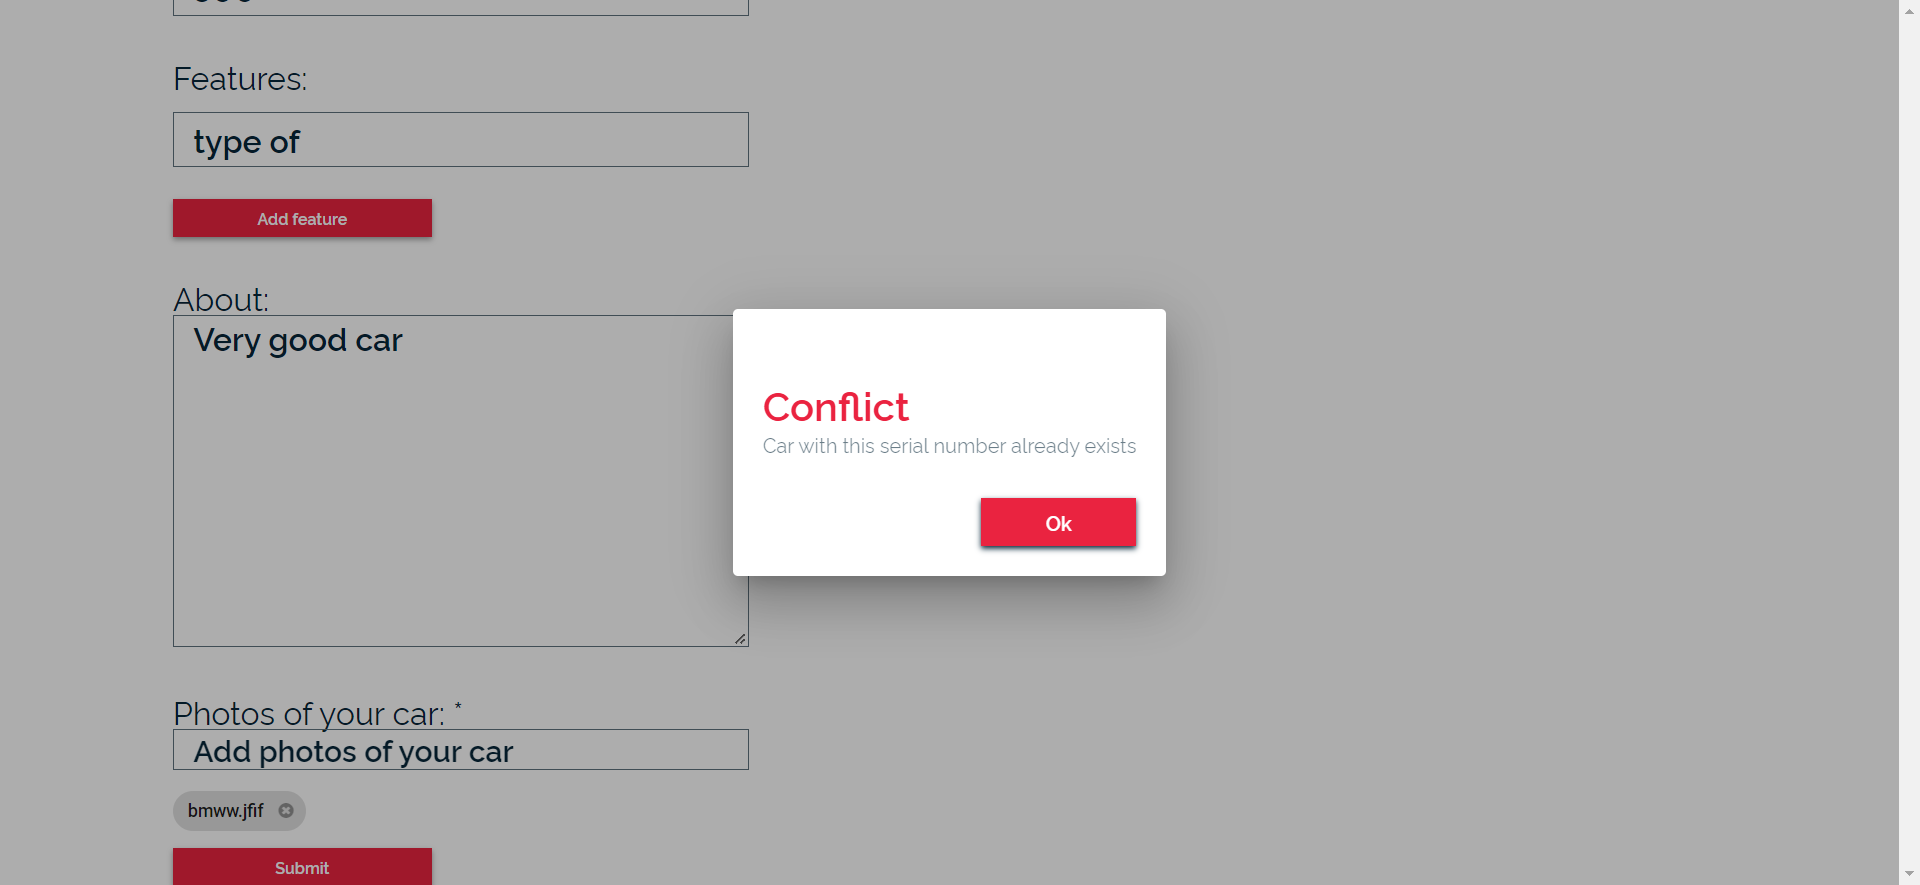 Features:
type of
Add feature
About:
Very good car
Conflict
Car with this serial number already exists
Ok
Photos of your car: *
Add photos of your car
bmww.jfif
Submit